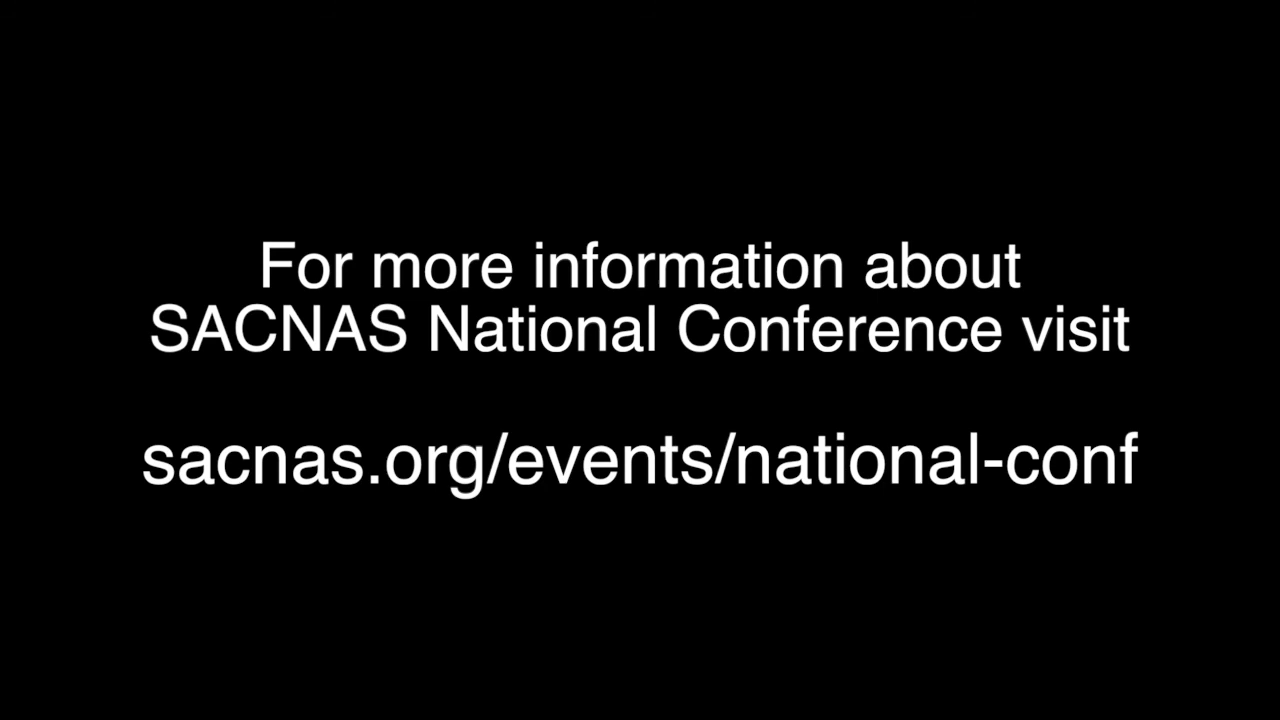 For more information about
SACNAS National Conference visit
sacnas.org/events/national-conf